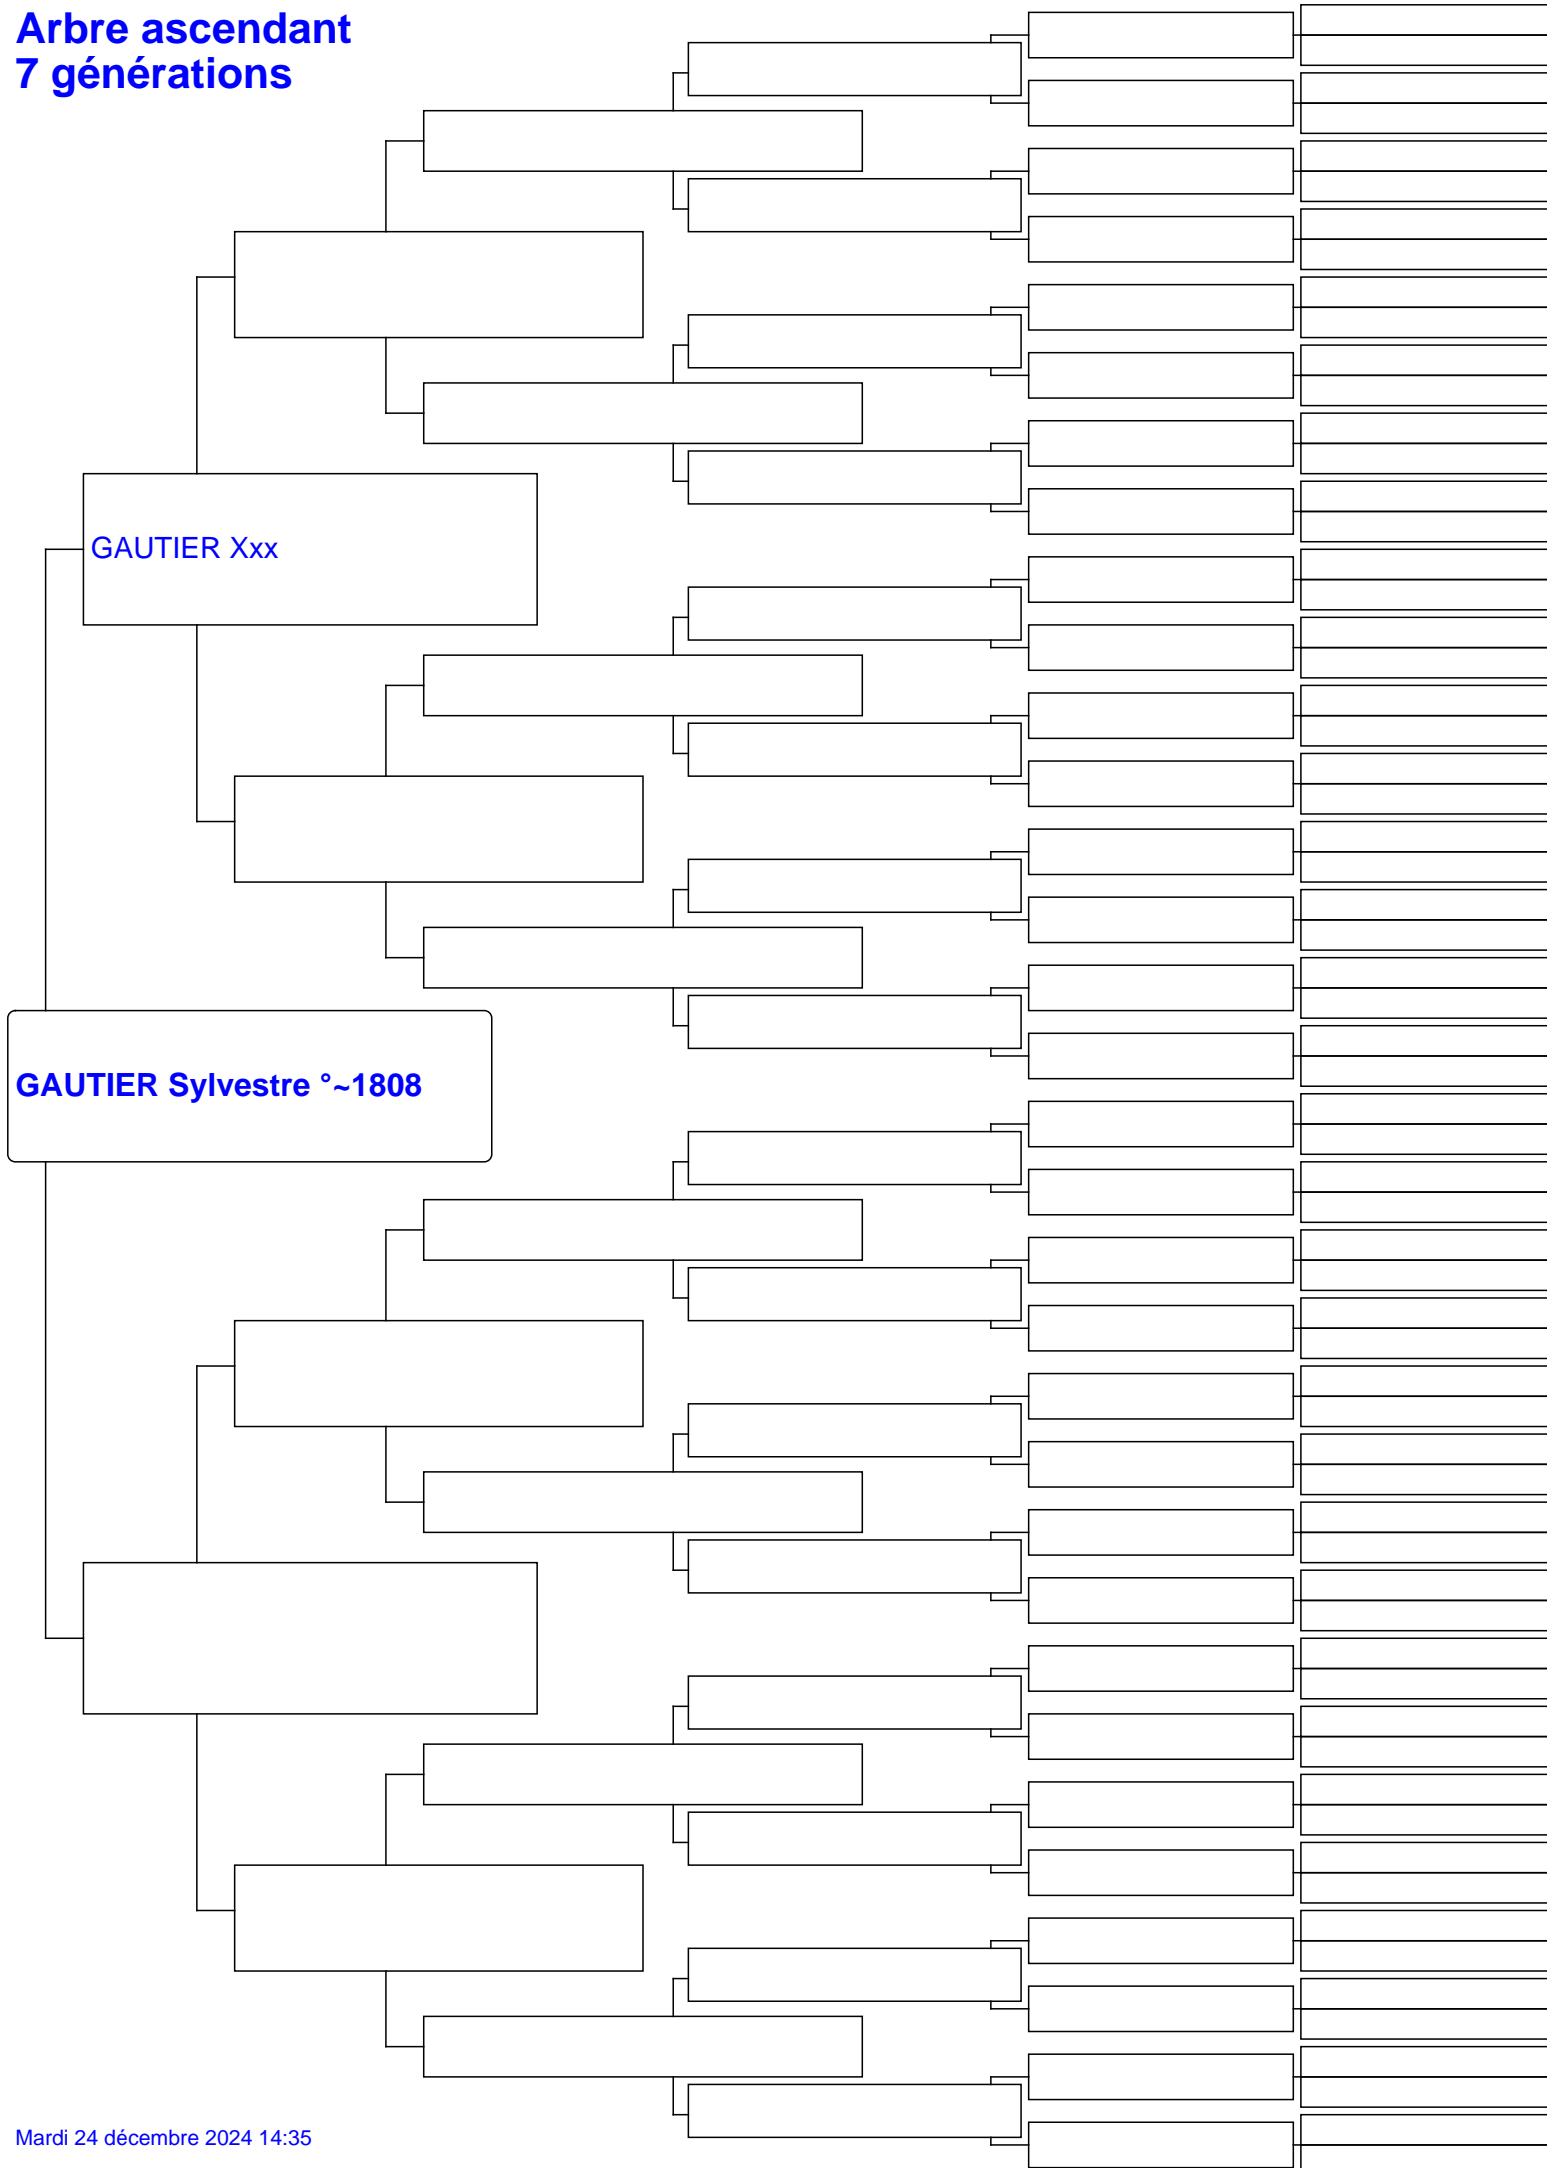 Arbre ascendant
7 générations
GAUTIER Xxx
GAUTIER Sylvestre °~1808
Mardi 24 décembre 2024 14:35